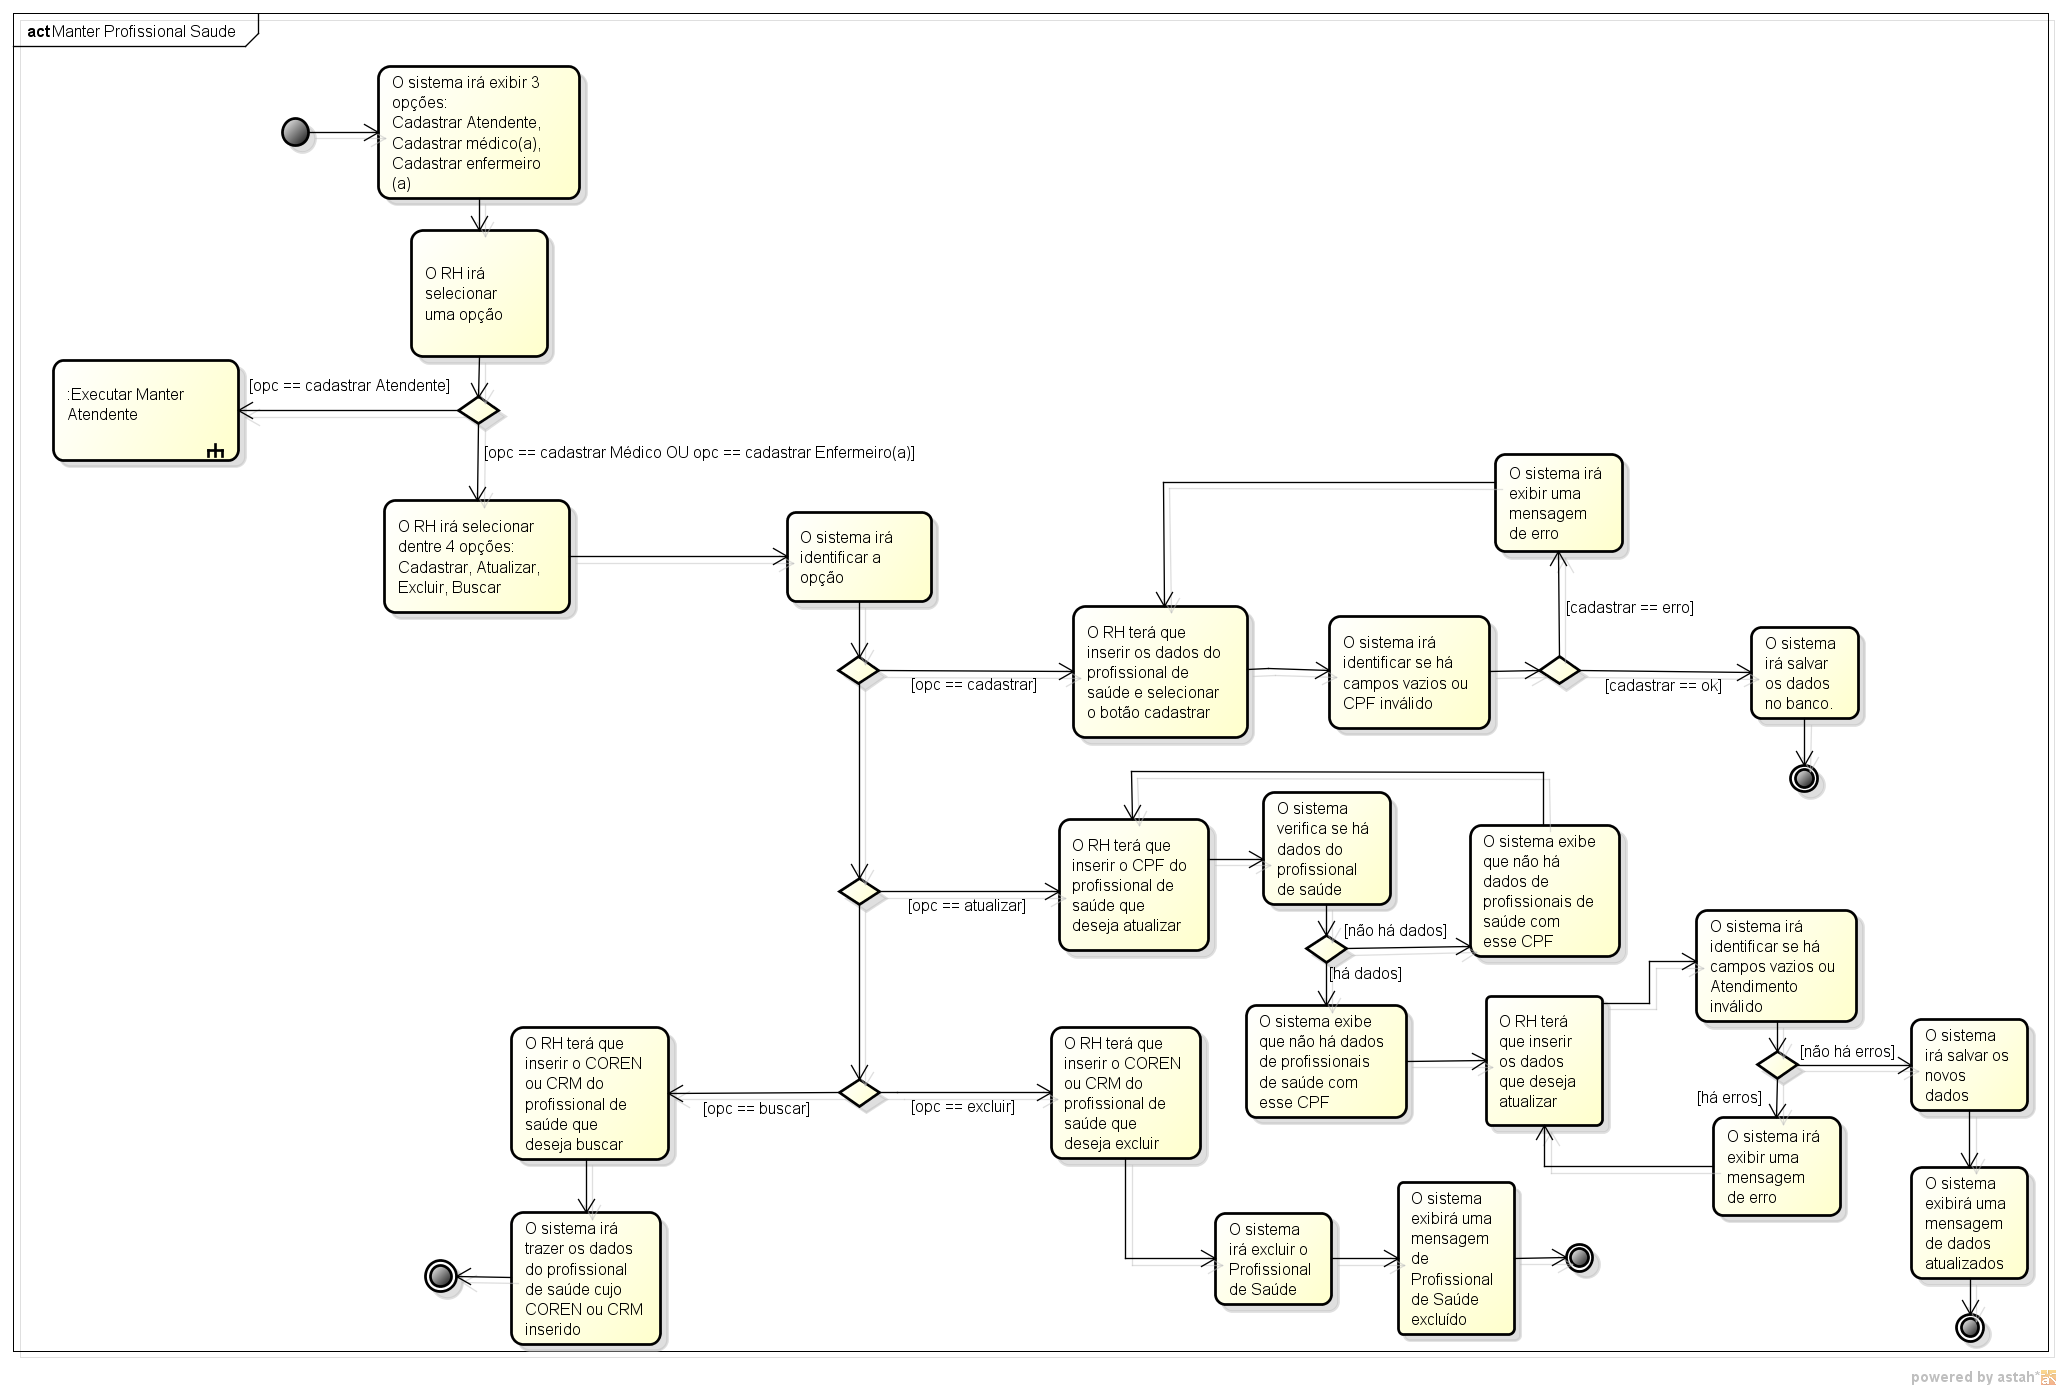 act Manter Profissional Saude
O sistema irá exibir 3
opções:
Cadastrar Atendente,
Cadastrar médico(a),
Cadastrar enfermeiro
(a)
O RH irá
selecionar
uma opção
:Executar Manter
Atendente
[opc == cadastrar Atendente]
[opc == cadastrar Médico OU opc == cadastrar Enfermeiro(a)]
O RH irá selecionar
dentre 4 opções:
Cadastrar, Atualizar,
Excluir, Buscar
O sistema irá
identificar a
opção
[opc == cadastrar]
O RH terá que
inserir os dados do
profissional de
saúde e selecionar
o botão cadastrar
O sistema irá
identificar se há
campos vazios ou
CPF inválido
[cadastrar == erro]
O sistema irá
exibir uma
mensagem
de erro
[cadastrar == ok]
O sistema
irá salvar
os dados
no banco.
[opc == atualizar]
O RH terá que
inserir o CPF do
profissional de
saúde que
deseja atualizar
O sistema
verifica se há
dados do
profissional
de saúde
[não há dados]
O sistema exibe
que não há
dados de
profissionais de
saúde com
esse CPF
[há dados]
O sistema exibe
que não há dados
de profissionais
de saúde com
esse CPF
O RH terá
que inserir
os dados
que deseja
atualizar
O sistema irá
identificar se há
campos vazios ou
Atendimento
inválido
[não há erros]
[há erros]
O sistema irá
exibir uma
mensagem
de erro
O sistema
irá salvar os
novos
dados
O sistema
exibirá uma
mensagem
de dados
atualizados
[opc == buscar]
O RH terá que
inserir o COREN
ou CRM do
profissional de
saúde que
deseja buscar
O sistema irá
trazer os dados
do profissional
de saúde cujo
COREN ou CRM
inserido
[opc == excluir]
O RH terá que
inserir o COREN
ou CRM do
profissional de
saúde que
deseja excluir
O sistema
irá excluir o
Profissional
de Saúde
O sistema
exibirá uma
mensagem
de
Profissional
de Saúde
excluído
powered by astah*